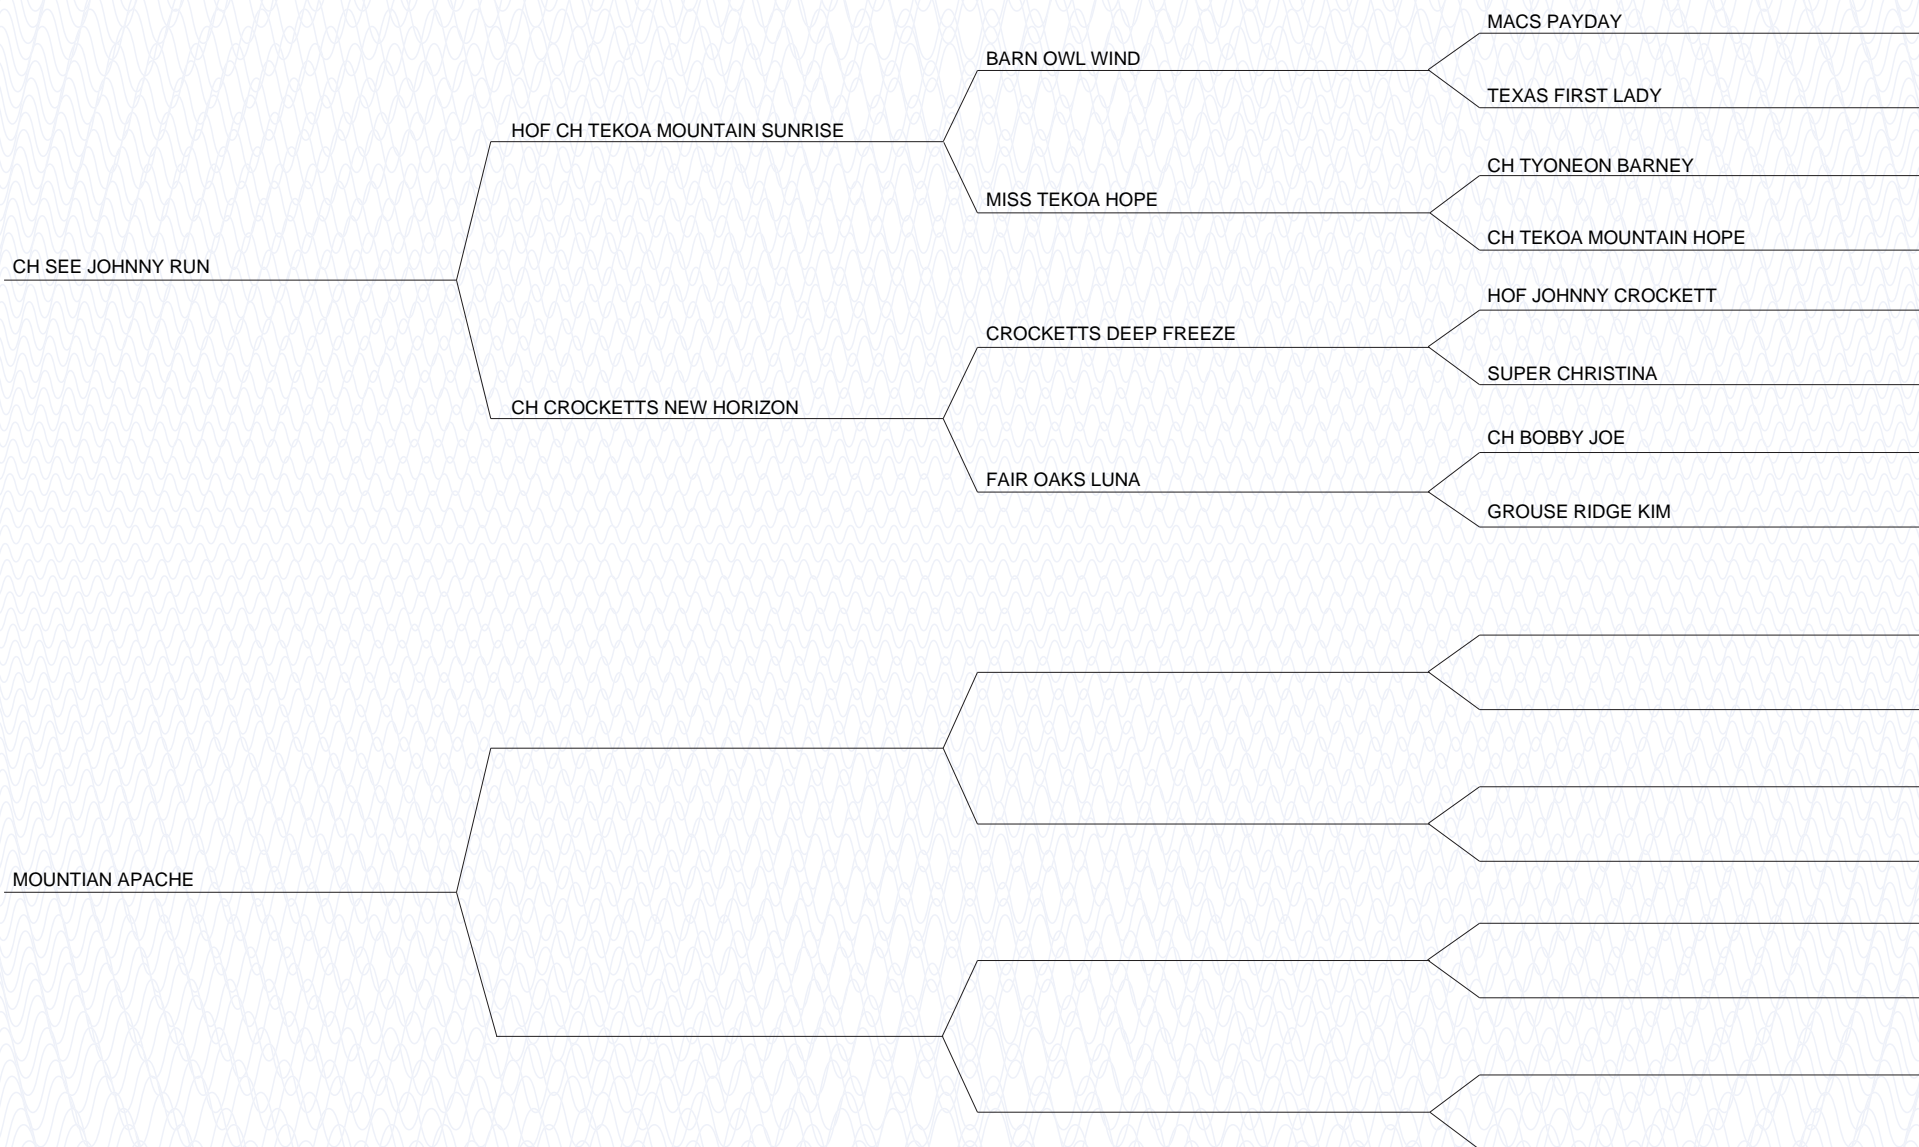 MACS PAYDAY
BARN OWL WIND
TEXAS FIRST LADY
HOF CH TEKOA MOUNTAIN SUNRISE
CH TYONEON BARNEY
MISS TEKOA HOPE
CH TEKOA MOUNTAIN HOPE
CH SEE JOHNNY RUN
HOF JOHNNY CROCKETT
CROCKETTS DEEP FREEZE
SUPER CHRISTINA
CH CROCKETTS NEW HORIZON
CH BOBBY JOE
FAIR OAKS LUNA
GROUSE RIDGE KIM
MOUNTIAN APACHE